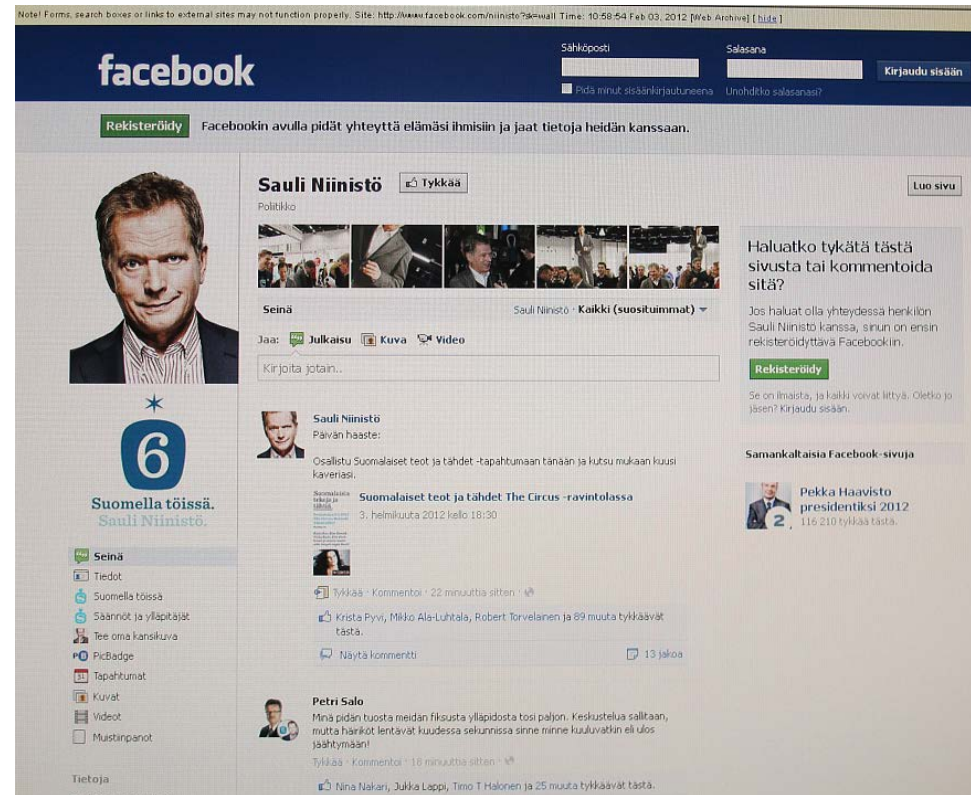 Note! Forms, search boxes or links to external sites may not function properly. Site: http://www.facebook.com/niinisto?sk=wall Time: 10:58:54 Feb 03, 2012 [Web Archive] [ hide ]
facebook
Sähköposti
Salasana
Kirjaudu sisään
Pidä minut sisäänkirjautuneena
Unohditko salasanasi?
Rekisteröidy
Facebookin avulla pidät yhteyttä elämäsi ihmisiin ja jaat tietoja heidän kanssaan.
Sauli Niinistö
Tykkää
Luo sivu
Poliitikko
Seinä
Sauli Niinistö · Kaikki (suosituimmat)
Jaa: Julkaisu Kuva Video
Kirjoita jotain..
Sauli Niinistö
Päivän haaste:
Osallistu Suomalaiset teot ja tähdet -tapahtumaan tänään ja kutsu mukaan kuusi
kaveriasi.
Suomalaiset teot ja tähdet The Circus -ravintolassa
3. helmikuuta 2012 kello 18:30
Tykkää · Kommentoi · 22 minuuttia sitten ·
Krista Pyvi, Mikko Ala-Luhtala, Robert Torvelainen ja 89 muuta tykkäävät
tästä.
Näytä kommentti
13 jakoa
Petri Salo
Minä pidän tuosta meidän fiksusta ylläpidosta tosi paljon. Keskustelua sallitaan,
mutta häiriköt lentävät kuudessa sekunnissa sinne minne kuuluvatkin eli ulos
jäähtymään!
Tykkää · Kommentoi · 18 minuuttia sitten ·
Nina Nakari, Jukka Lappi, Timo T Halonen ja 25 muuta tykkäävät tästä.
6
Suomella töissä.
Sauli Niinistö.
Seinä
Tiedot
Suomella töissä
Säännöt ja ylläpitäjät
Tee oma kansikuva
PicBadge
Tapahtumat
Kuvat
Videot
Muistiinpanot
Tietoja
Haluatko tykätä tästä
sivusta tai kommentoida
sitä?
Jos haluat olla yhteydessä henkilön
Sauli Niinistö kanssa, sinun on ensin
rekisteröidyttävä Facebookiin.
Rekisteröidy
Se on ilmaista, ja kaikki voivat liittyä. Oletko jo
jäsen? Kirjaudu sisään.
Samankaltaisia Facebook-sivuja
Pekka Haavisto
presidentiksi 2012
116 210 tykkää tästä.
2